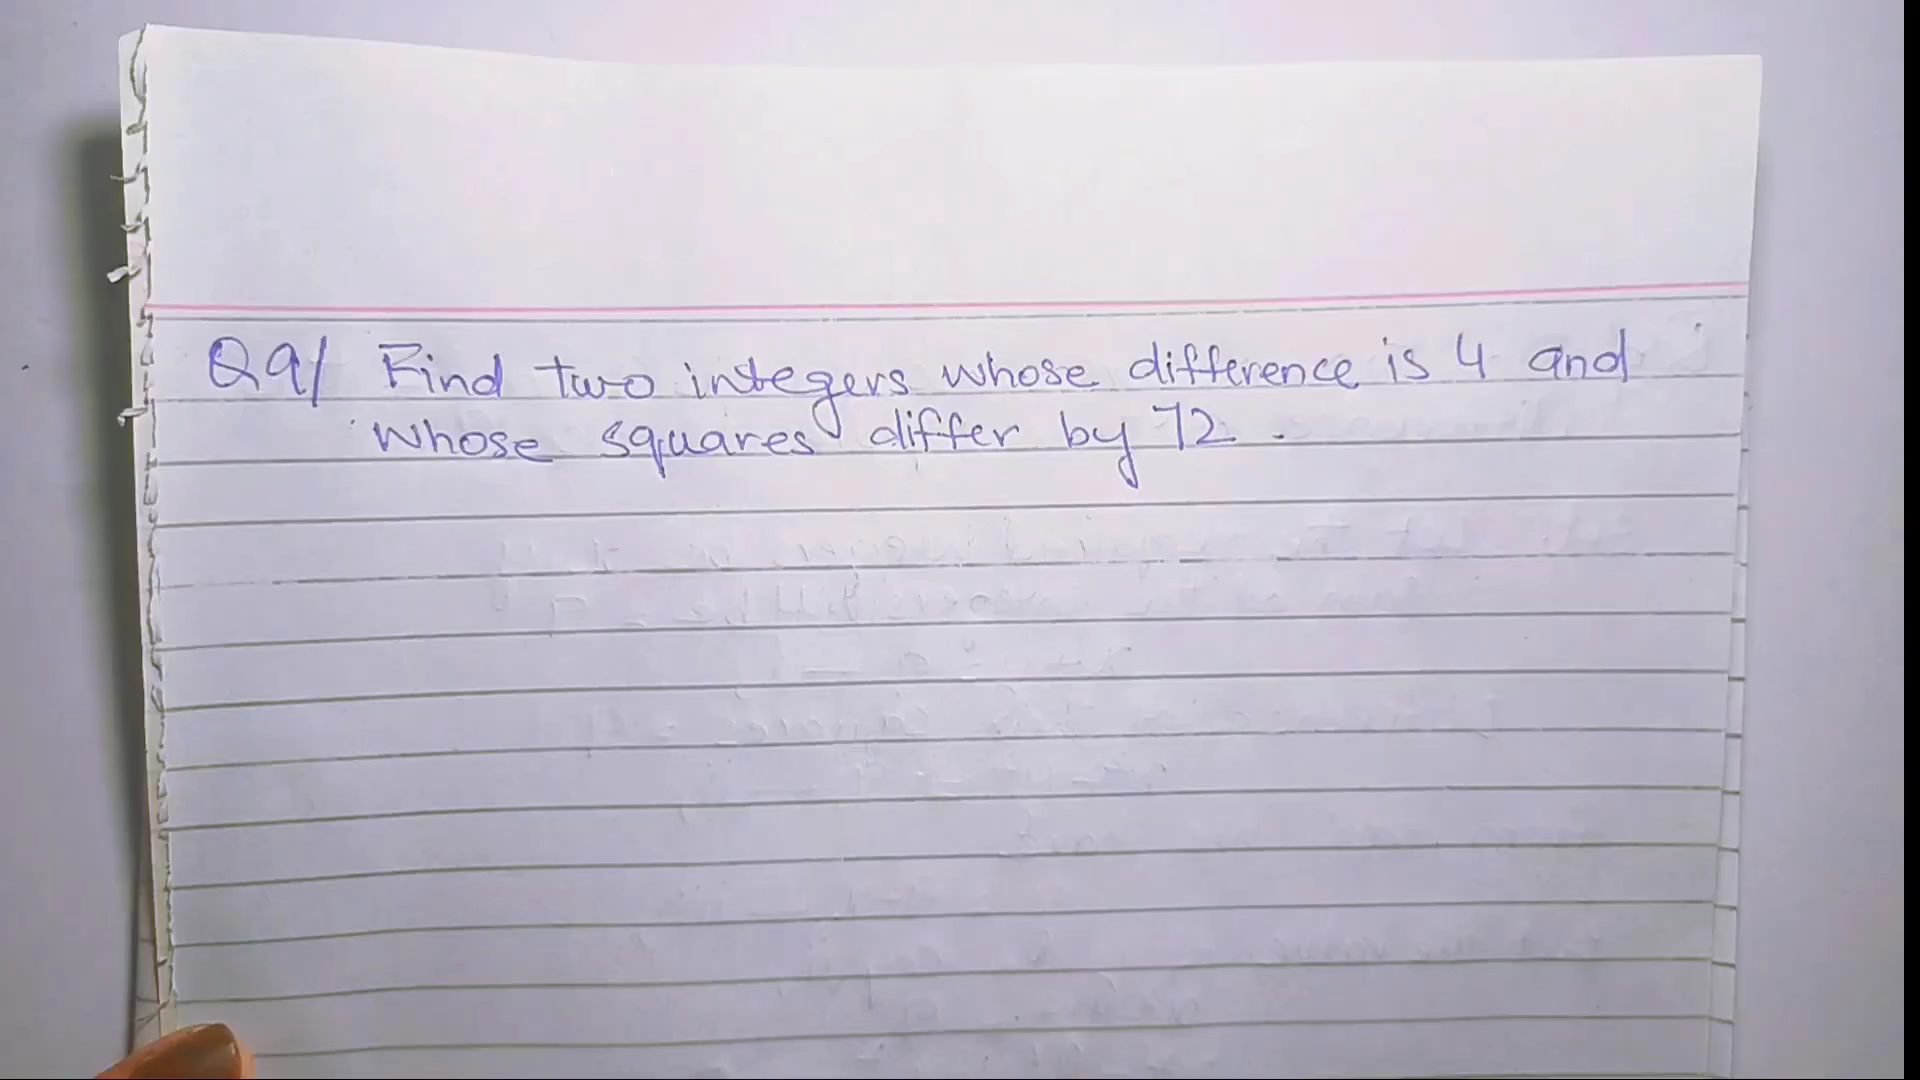 Q9/ Find two integers whose difference is 4 and
whose squares differ by 72.